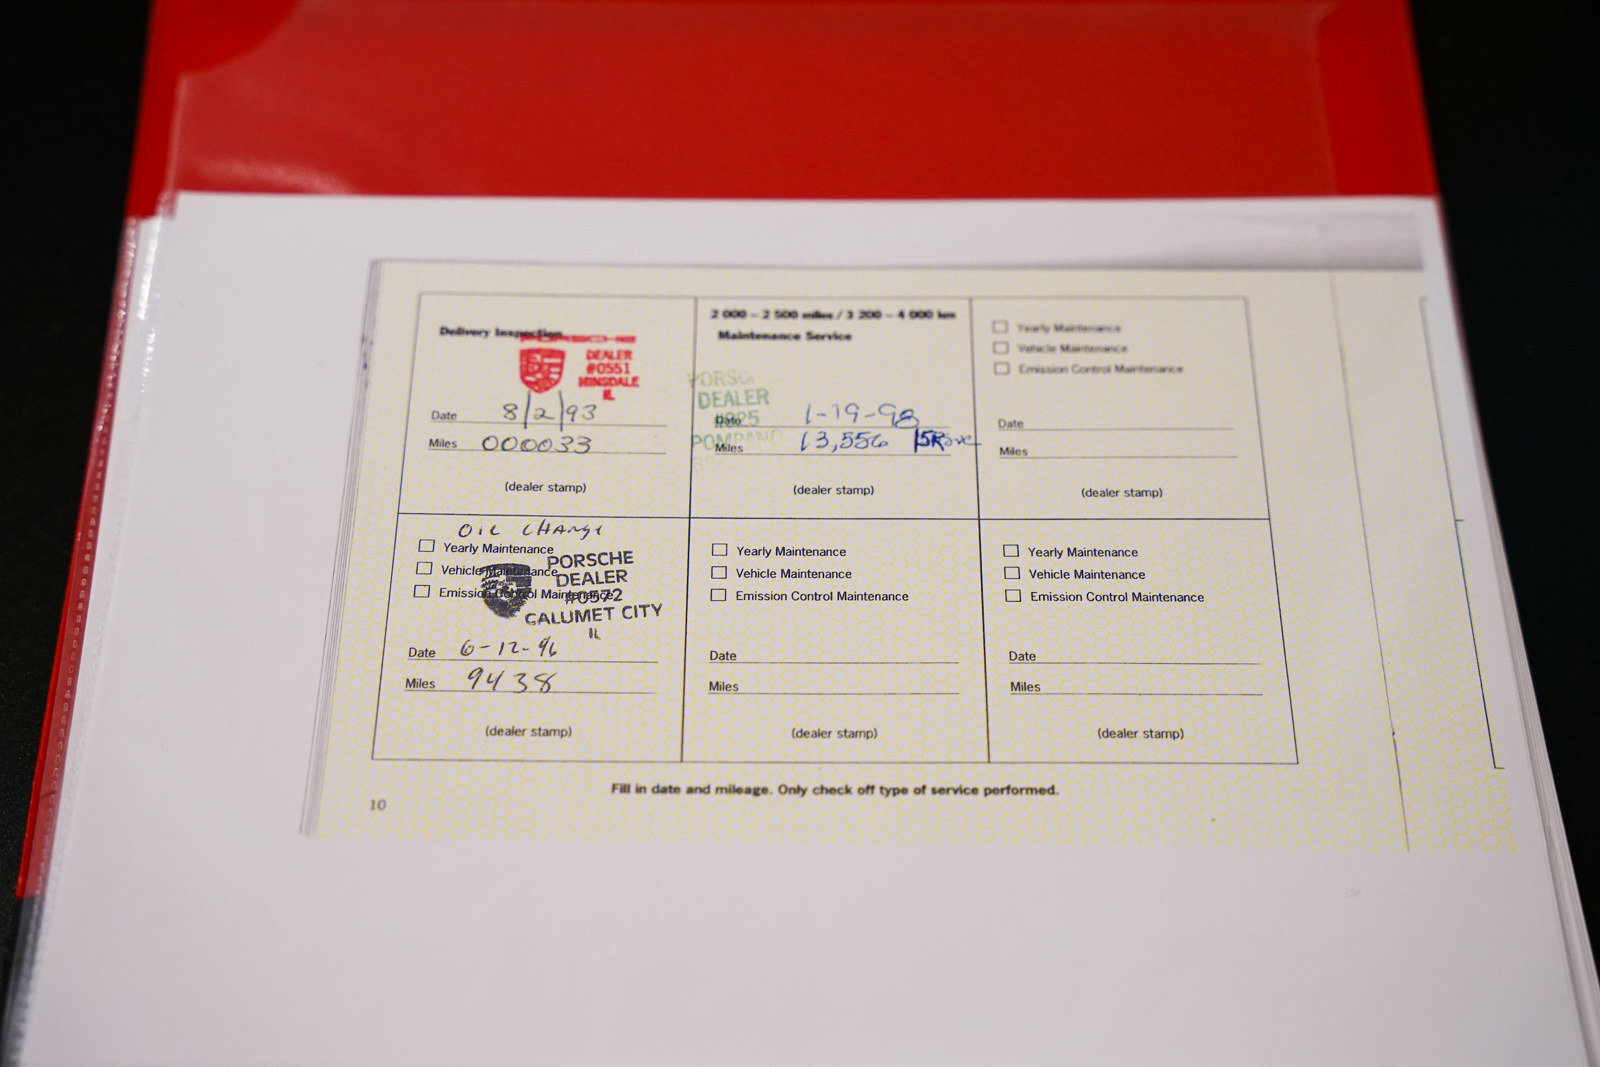 Delivery Inspection
DEALER
#0551
HINSDALE
IL
Date 8/2/93
Miles 000033
(dealer stamp)
2 000 – 2 500 miles / 3 200 – 4 000 km
Maintenance Service
PORSC
DEALER
#925
POMPANO
Date 1-19-98
Miles 13,556
(dealer stamp)
Yearly Maintenance
Vehicle Maintenance
Emission Control Maintenance
Date
Miles
(dealer stamp)
OIL CHANGE
Yearly Maintenance
Vehicle Maintenance
Emission Control Maintenance
PORSCHE
DEALER
#0572
CALUMET CITY
IL
Date 6-12-96
Miles 9438
(dealer stamp)
Yearly Maintenance
Vehicle Maintenance
Emission Control Maintenance
Date
Miles
(dealer stamp)
Yearly Maintenance
Vehicle Maintenance
Emission Control Maintenance
Date
Miles
(dealer stamp)
Fill in date and mileage. Only check off type of service performed.
10